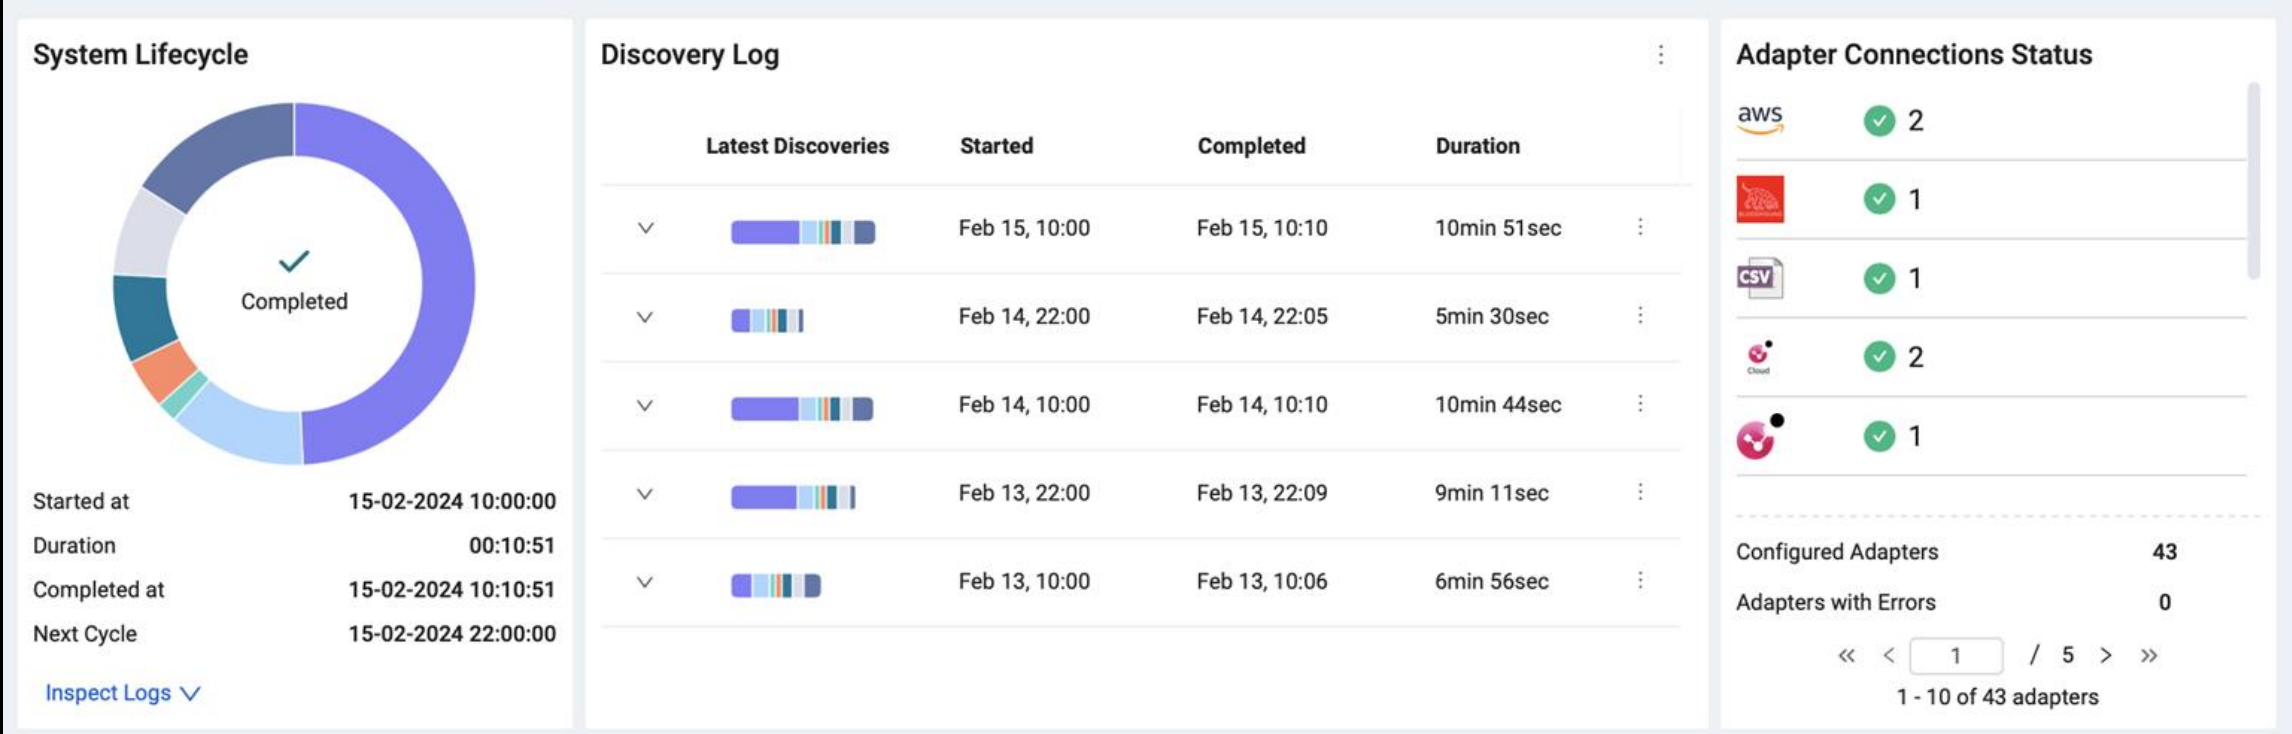 System Lifecycle
Completed
Started at 15-02-2024 10:00:00
Duration 00:10:51
Completed at 15-02-2024 10:10:51
Next Cycle 15-02-2024 22:00:00
Inspect Logs
Discovery Log
Latest Discoveries Started Completed Duration
Feb 15, 10:00 Feb 15, 10:10 10min 51sec
Feb 14, 22:00 Feb 14, 22:05 5min 30sec
Feb 14, 10:00 Feb 14, 10:10 10min 44sec
Feb 13, 22:00 Feb 13, 22:09 9min 11sec
Feb 13, 10:00 Feb 13, 10:06 6min 56sec
Adapter Connections Status
aws 2
1
CSV 1
Cloud 2
1
Configured Adapters 43
Adapters with Errors 0
1 / 5
1 - 10 of 43 adapters